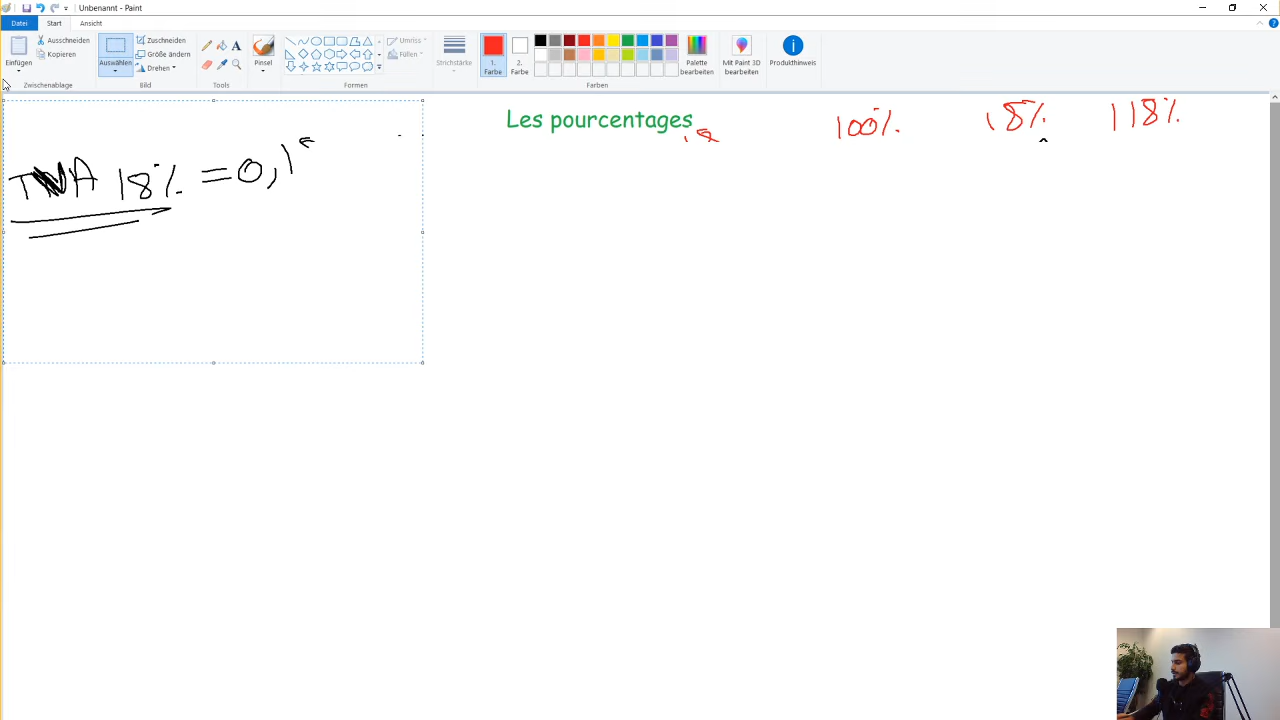 Unbenannt - Paint
Datei Start Ansicht
Einfügen
Ausschneiden
Kopieren
Zwischenablage
Auswählen
Zuschneiden
Größe ändern
Drehen
Bild
Tools
Pinsel
Umriss
Füllen
Formen
Strichstärke
1. Farbe
2. Farbe
Palette bearbeiten
Mit Paint 3D bearbeiten
Produkthinweis
Farben
Les pourcentages
100%
18%
118%
18% = 0,1